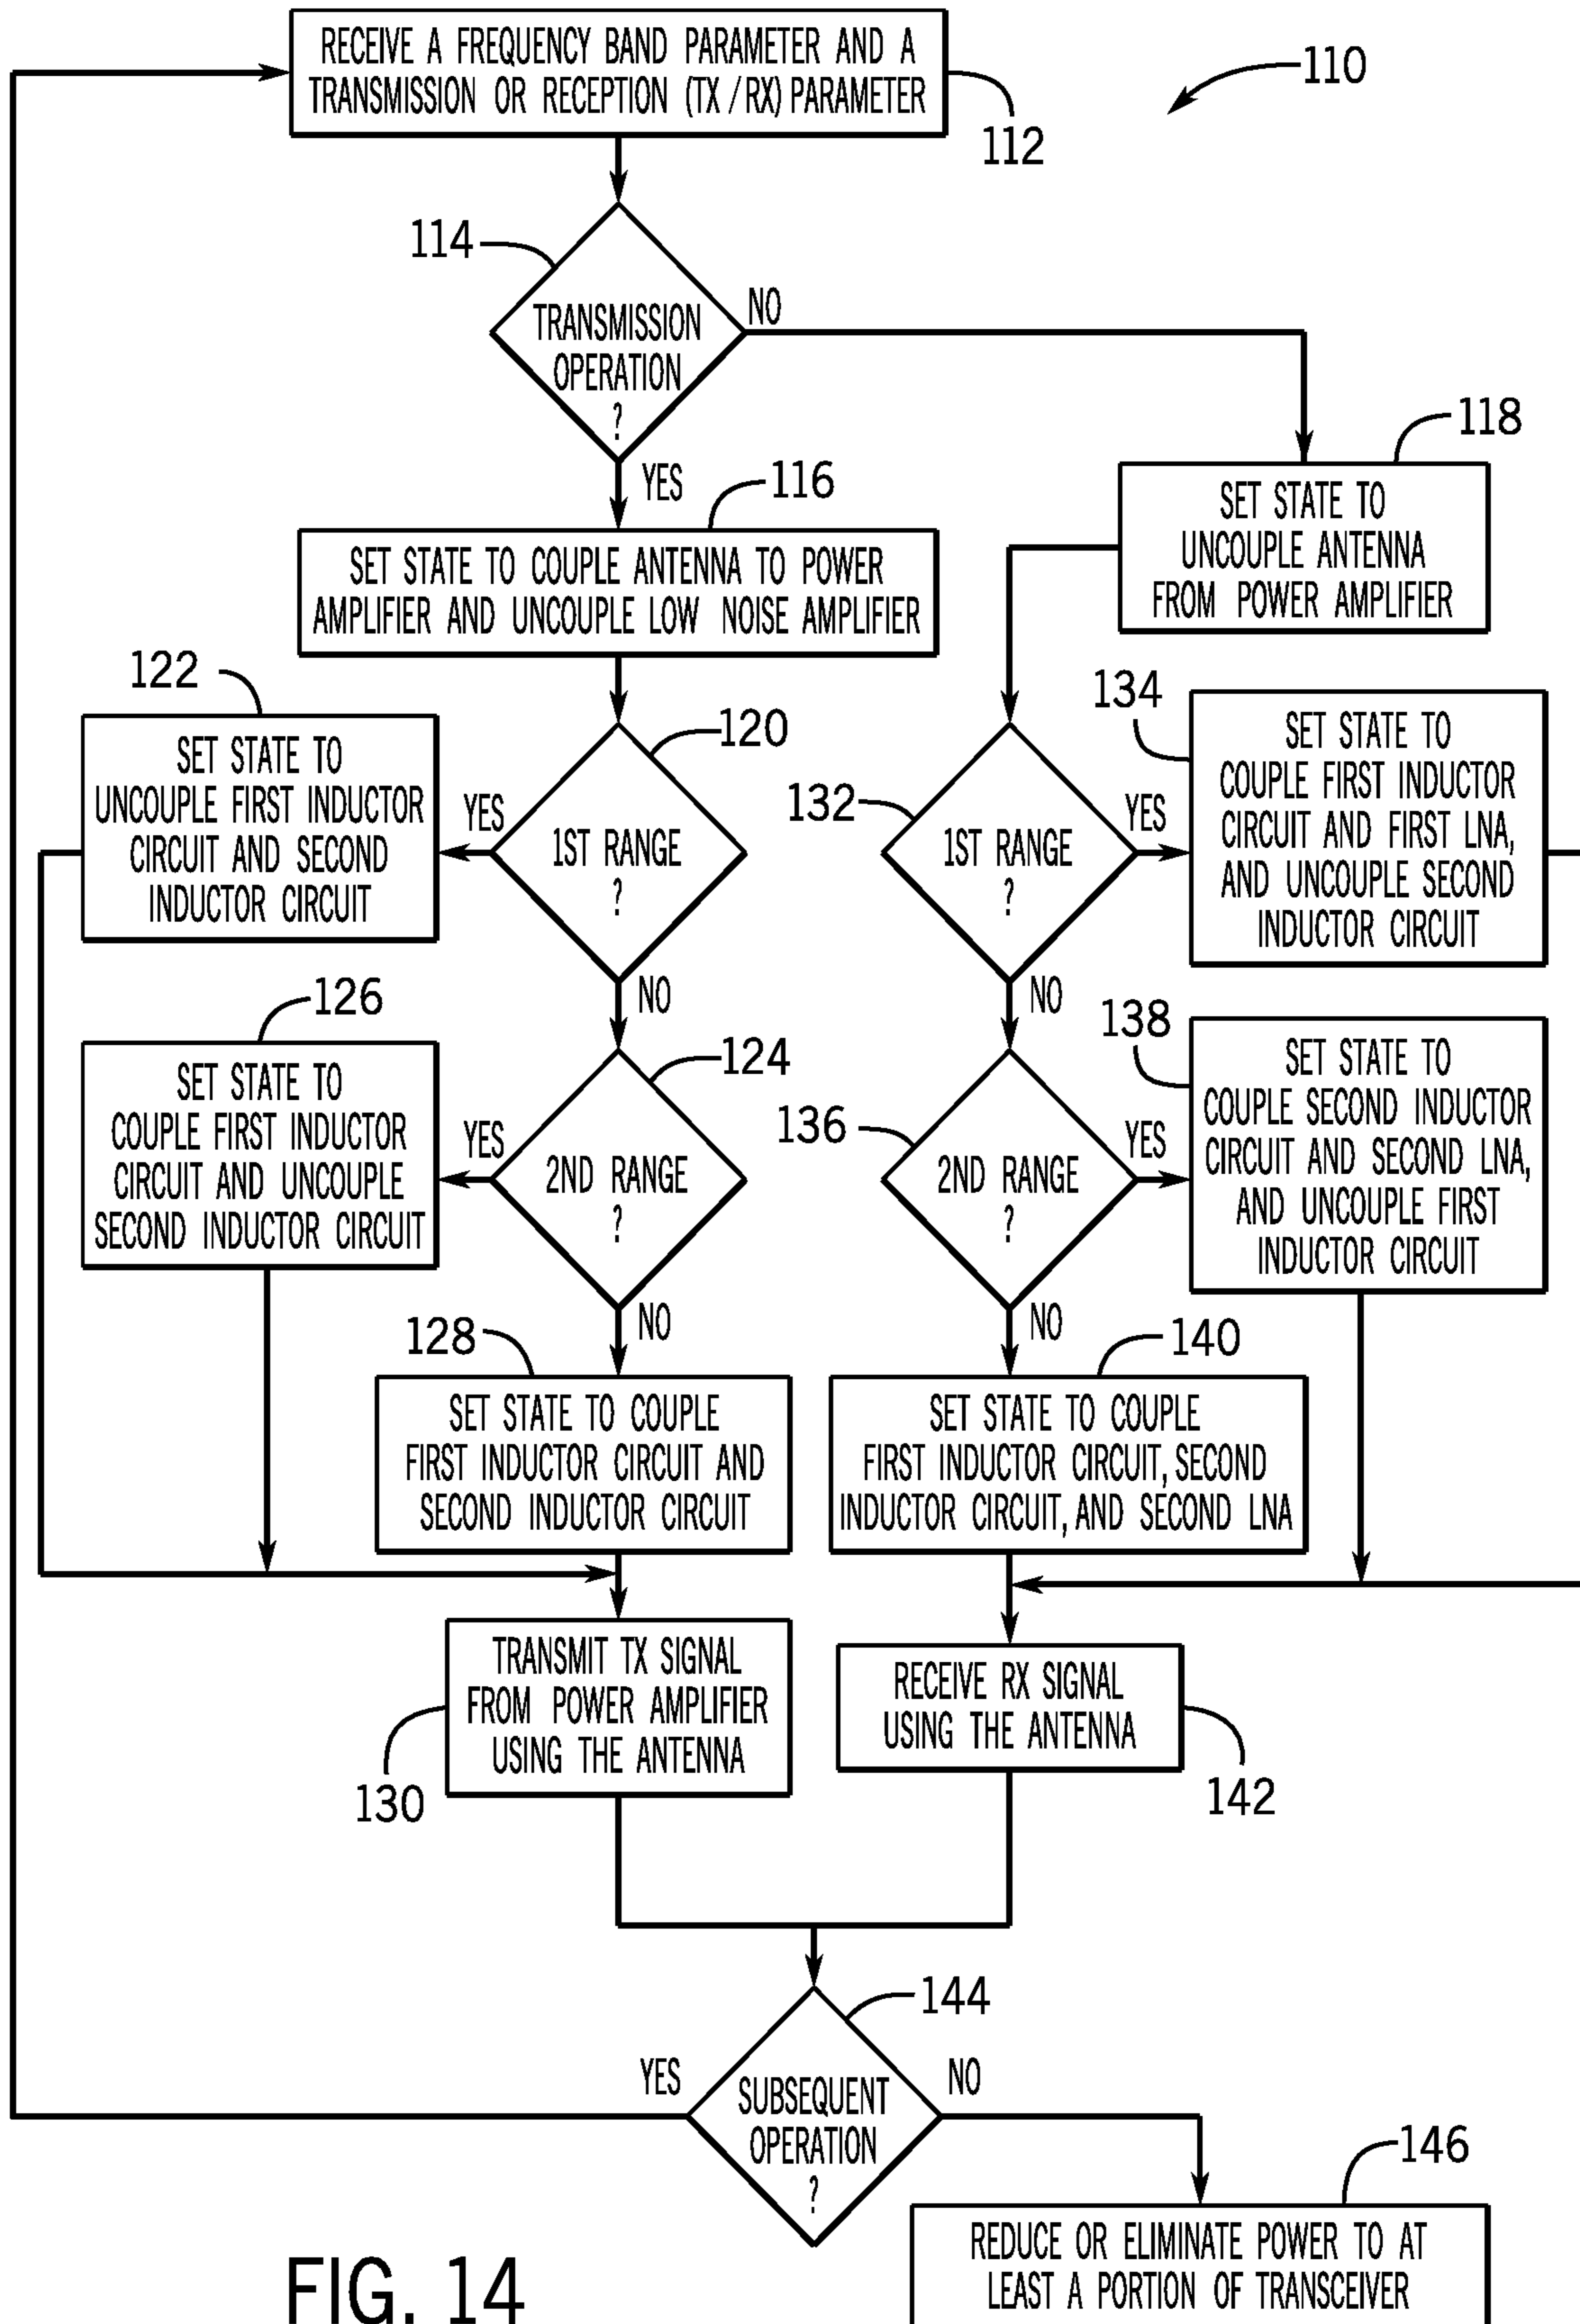 RECEIVE A FREQUENCY BAND PARAMETER AND A
TRANSMISSION OR RECEPTION (TX / RX) PARAMETER
110
112
114
TRANSMISSION
OPERATION
?
NO
YES
116
118
SET STATE TO COUPLE ANTENNA TO POWER
AMPLIFIER AND UNCOUPLE LOW NOISE AMPLIFIER
SET STATE TO
UNCOUPLE ANTENNA
FROM POWER AMPLIFIER
122
SET STATE TO
UNCOUPLE FIRST INDUCTOR
CIRCUIT AND SECOND
INDUCTOR CIRCUIT
YES
120
1ST RANGE
?
NO
132
1ST RANGE
?
YES
NO
134
SET STATE TO
COUPLE FIRST INDUCTOR
CIRCUIT AND FIRST LNA,
AND UNCOUPLE SECOND
INDUCTOR CIRCUIT
126
SET STATE TO
COUPLE FIRST INDUCTOR
CIRCUIT AND UNCOUPLE
SECOND INDUCTOR CIRCUIT
YES
124
2ND RANGE
?
NO
136
2ND RANGE
?
YES
NO
138
SET STATE TO
COUPLE SECOND INDUCTOR
CIRCUIT AND SECOND LNA,
AND UNCOUPLE FIRST
INDUCTOR CIRCUIT
128
SET STATE TO COUPLE
FIRST INDUCTOR CIRCUIT AND
SECOND INDUCTOR CIRCUIT
140
SET STATE TO COUPLE
FIRST INDUCTOR CIRCUIT, SECOND
INDUCTOR CIRCUIT, AND SECOND LNA
TRANSMIT TX SIGNAL
FROM POWER AMPLIFIER
USING THE ANTENNA
130
RECEIVE RX SIGNAL
USING THE ANTENNA
142
144
YES
SUBSEQUENT
OPERATION
?
NO
146
REDUCE OR ELIMINATE POWER TO AT
LEAST A PORTION OF TRANSCEIVER
FIG. 14